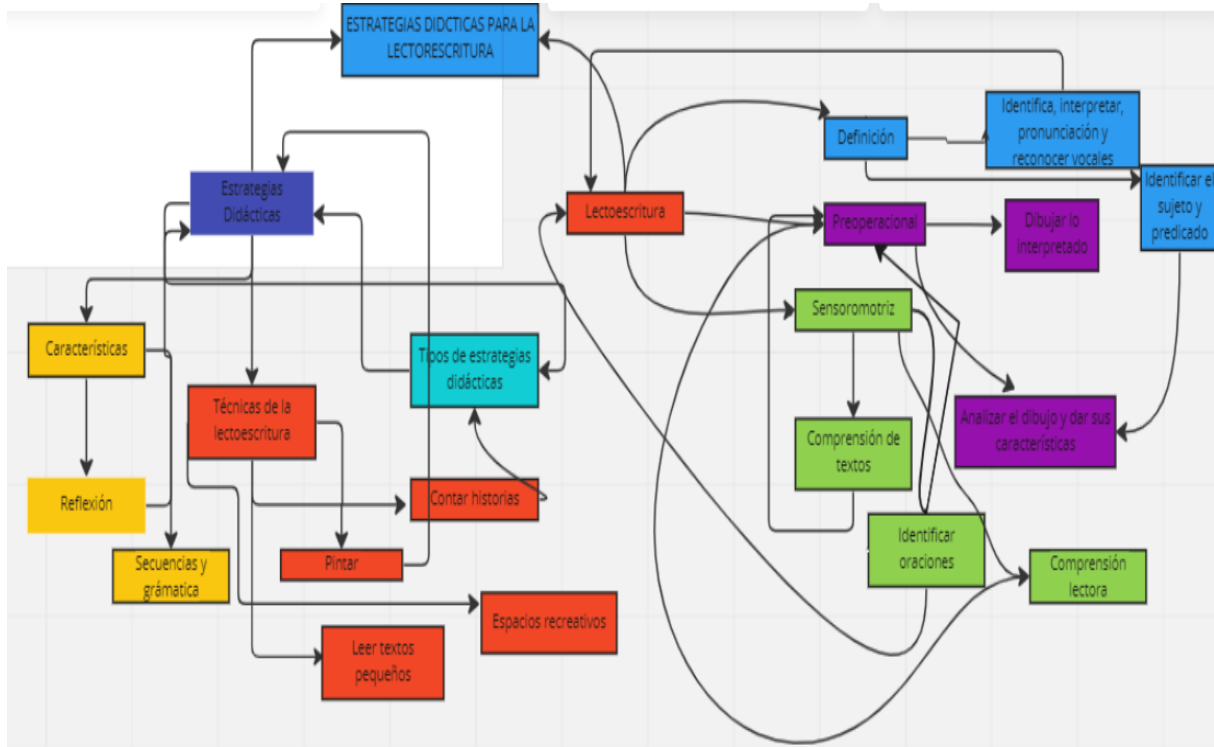 ESTRATEGIAS DIDCTICAS PARA LA
LECTORESCRITURA
Identifica, interpretar,
pronunciación y
reconocer vocales
Definición
Identificar el
sujeto y
predicado
Estrategias
Didácticas
Lectoescritura
Preoperacional
Dibujar lo
interpretado
Sensoromotriz
Características
Tipos de estrategias
didácticas
Técnicas de la
lectoescritura
Analizar el dibujo y dar sus
características
Comprensión de
textos
Reflexión
Contar historias
Identificar
oraciones
Secuencias y
grámatica
Pintar
Comprensión
lectora
Espacios recreativos
Leer textos
pequeños